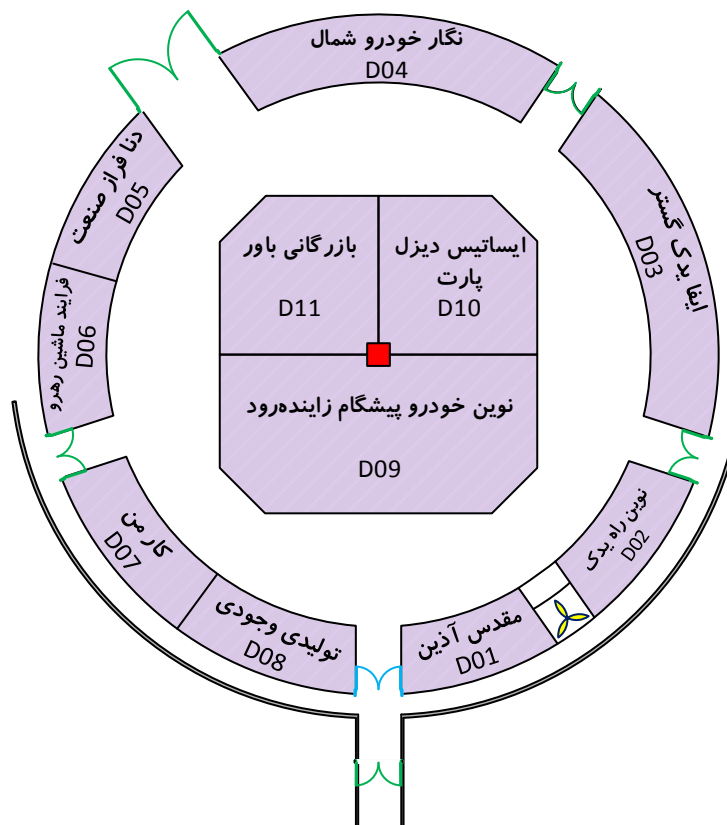 نگار خودرو شمال
D04
دنا فراز صنعت
D05
ایفا یدک گستر
D03
بازرگانی باور
D11
ایساتیس دیزل
پارت
D10
فرایند ماشین رهرو
D06
نوین خودرو پیشگام زاینده‌رود
D09
کار من
D07
نوین راه یدک
D02
تولیدی وجودی
D08
مقدس آذین
D01